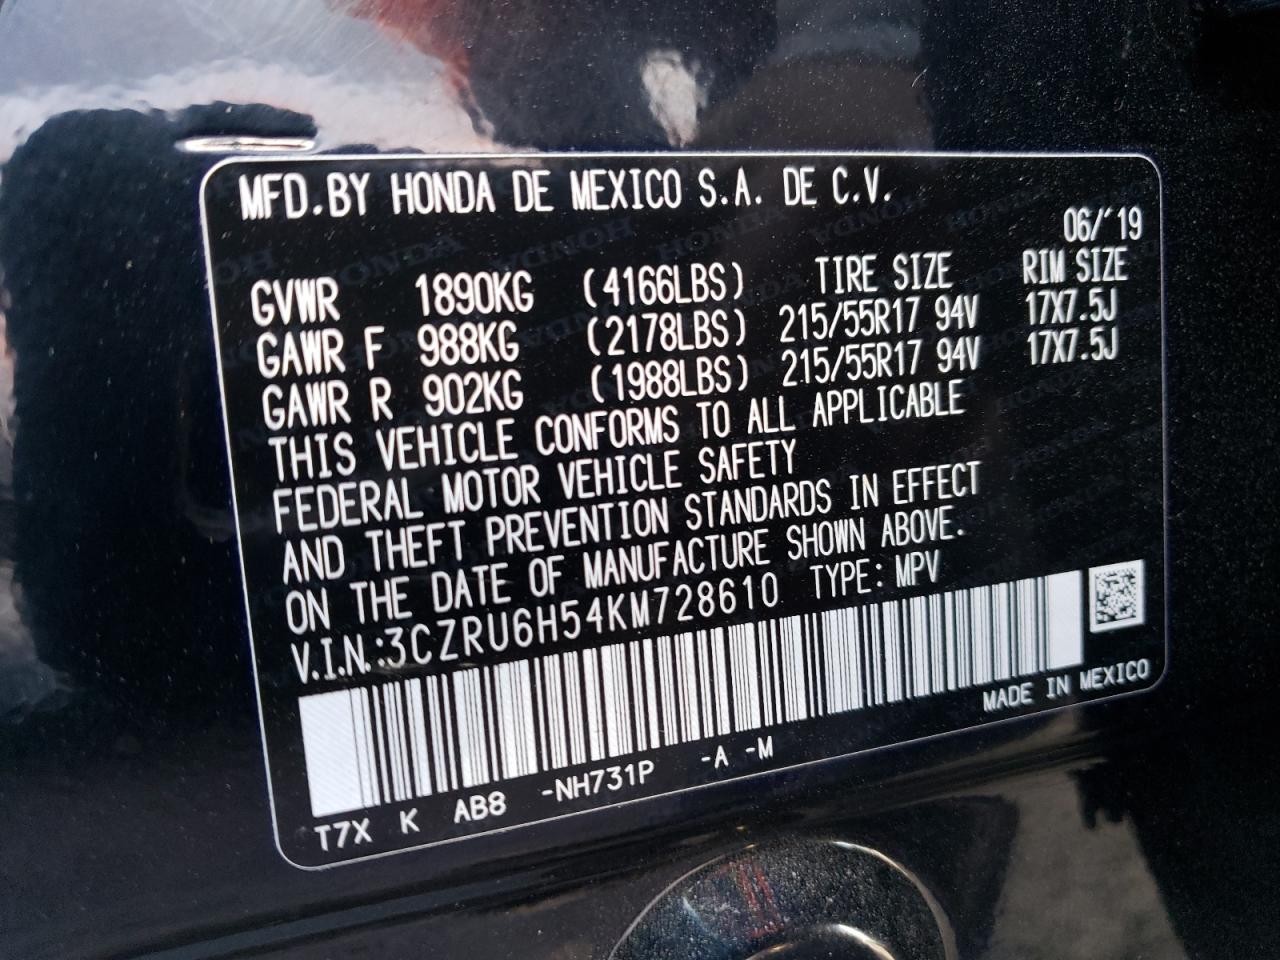 MFD.BY HONDA DE MEXICO S.A. DE C.V.
06/'19
GVWR 1890KG (4166LBS) TIRE SIZE RIM SIZE
GAWR F 988KG (2178LBS) 215/55R17 94V 17X7.5J
GAWR R 902KG (1988LBS) 215/55R17 94V 17X7.5J
THIS VEHICLE CONFORMS TO ALL APPLICABLE
FEDERAL MOTOR VEHICLE SAFETY
AND THEFT PREVENTION STANDARDS IN EFFECT
ON THE DATE OF MANUFACTURE SHOWN ABOVE.
V.I.N.:3CZRU6H54KM728610 TYPE: MPV
MADE IN MEXICO
T7X K AB8 -NH731P -A -M